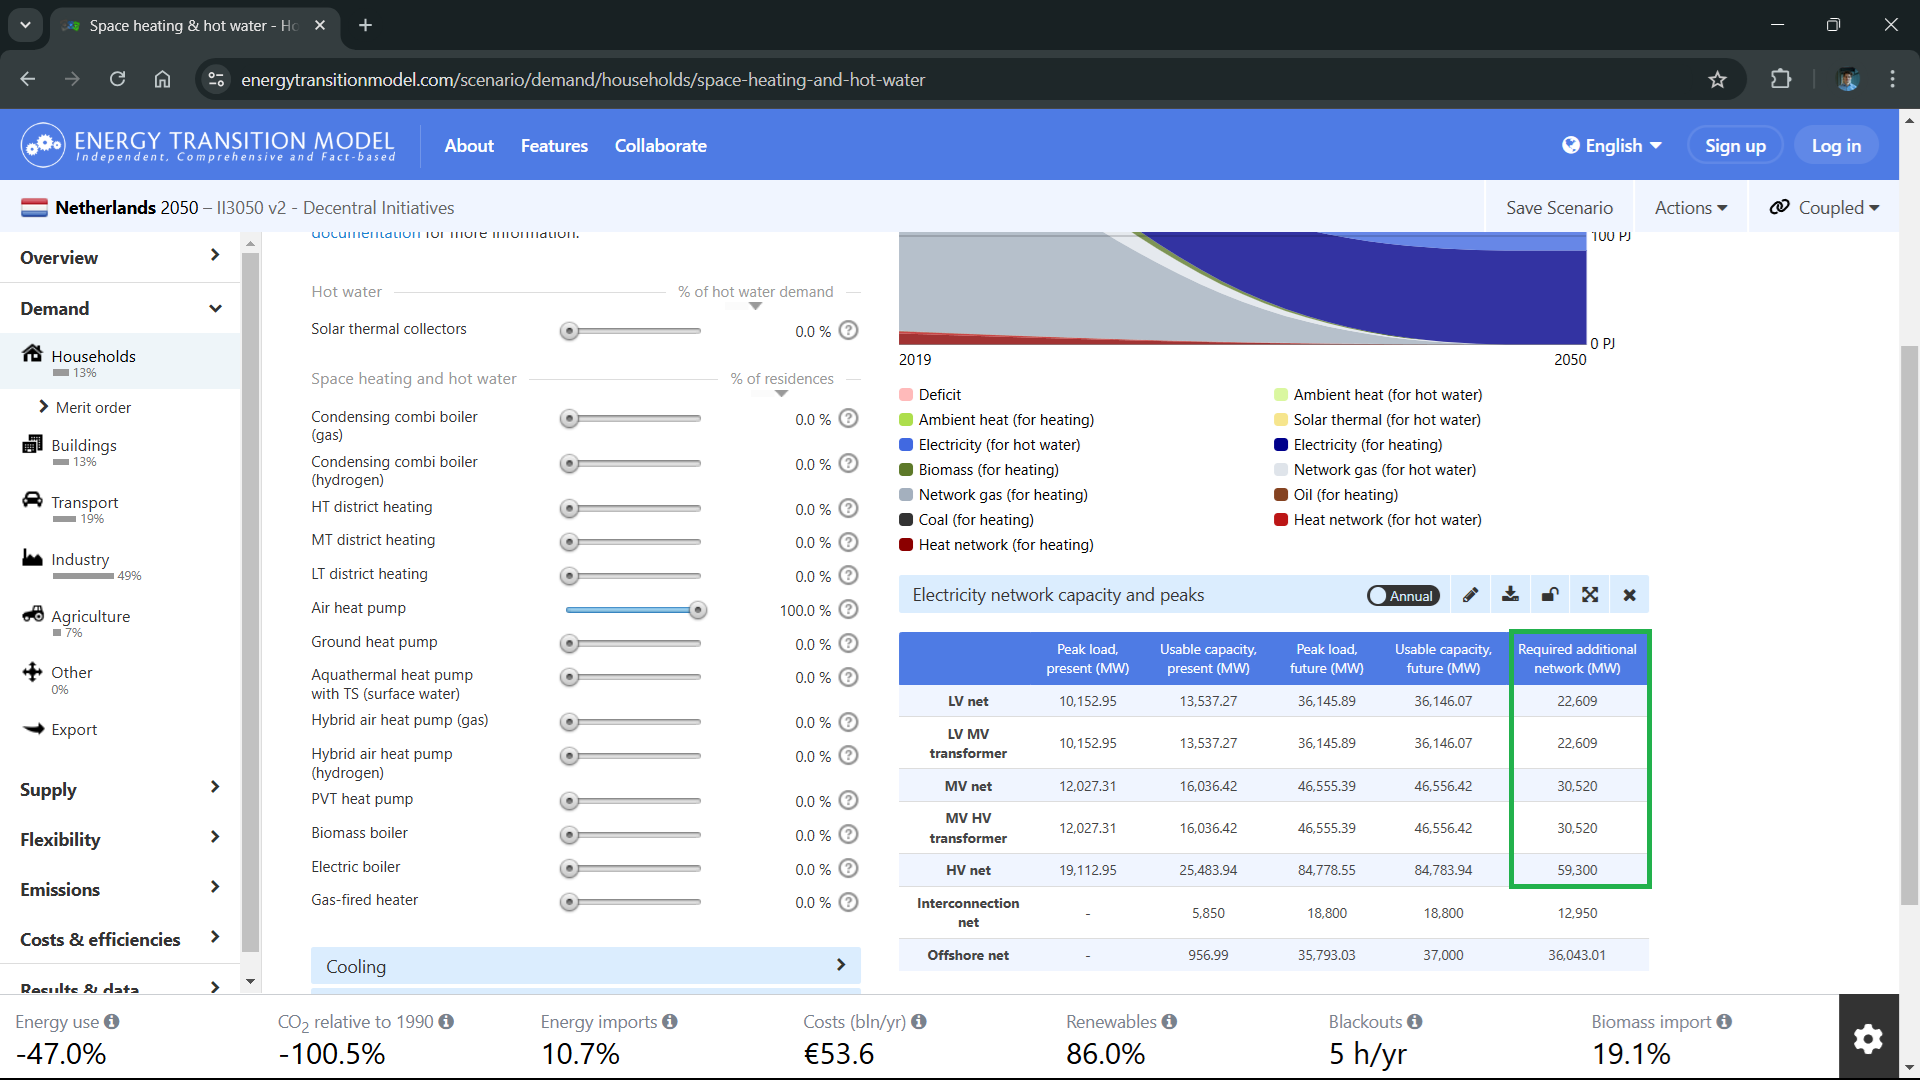 Space heating & hot water - Ho
energytransitionmodel.com/scenario/demand/households/space-heating-and-hot-water
ENERGY TRANSITION MODEL
Independent, Comprehensive and Fact-based
About
Features
Collaborate
English
Sign up
Log in
Netherlands 2050 – II3050 v2 - Decentral Initiatives
Save Scenario
Actions
Coupled
Overview
Demand
Households
13%
Merit order
Buildings
13%
Transport
19%
Industry
49%
Agriculture
7%
Other
0%
Export
Supply
Flexibility
Emissions
Costs & efficiencies
Results & data
documentation for more information.
Hot water
% of hot water demand
Solar thermal collectors
0.0 % ?
Space heating and hot water
% of residences
Condensing combi boiler
(gas)
0.0 % ?
Condensing combi boiler
(hydrogen)
0.0 % ?
HT district heating
0.0 % ?
MT district heating
0.0 % ?
LT district heating
0.0 % ?
Air heat pump
100.0 % ?
Ground heat pump
0.0 % ?
Aquathermal heat pump
with TS (surface water)
0.0 % ?
Hybrid air heat pump (gas)
0.0 % ?
Hybrid air heat pump
(hydrogen)
0.0 % ?
PVT heat pump
0.0 % ?
Biomass boiler
0.0 % ?
Electric boiler
0.0 % ?
Gas-fired heater
0.0 % ?
Cooling
100 PJ
0 PJ
2019
2050
Deficit
Ambient heat (for hot water)
Ambient heat (for heating)
Solar thermal (for hot water)
Electricity (for hot water)
Electricity (for heating)
Biomass (for heating)
Network gas (for hot water)
Network gas (for heating)
Oil (for heating)
Coal (for heating)
Heat network (for hot water)
Heat network (for heating)
Electricity network capacity and peaks
Annual
Peak load, present (MW)
Usable capacity, present (MW)
Peak load, future (MW)
Usable capacity, future (MW)
Required additional network (MW)
LV net 10,152.95 13,537.27 36,145.89 36,146.07 22,609
LV MV transformer 10,152.95 13,537.27 36,145.89 36,146.07 22,609
MV net 12,027.31 16,036.42 46,555.39 46,556.42 30,520
MV HV transformer 12,027.31 16,036.42 46,555.39 46,556.42 30,520
HV net 19,112.95 25,483.94 84,778.55 84,783.94 59,300
Interconnection net - 5,850 18,800 18,800 12,950
Offshore net - 956.99 35,793.03 37,000 36,043.01
Energy use
-47.0%
CO2 relative to 1990
-100.5%
Energy imports
10.7%
Costs (bln/yr)
€53.6
Renewables
86.0%
Blackouts
5 h/yr
Biomass import
19.1%